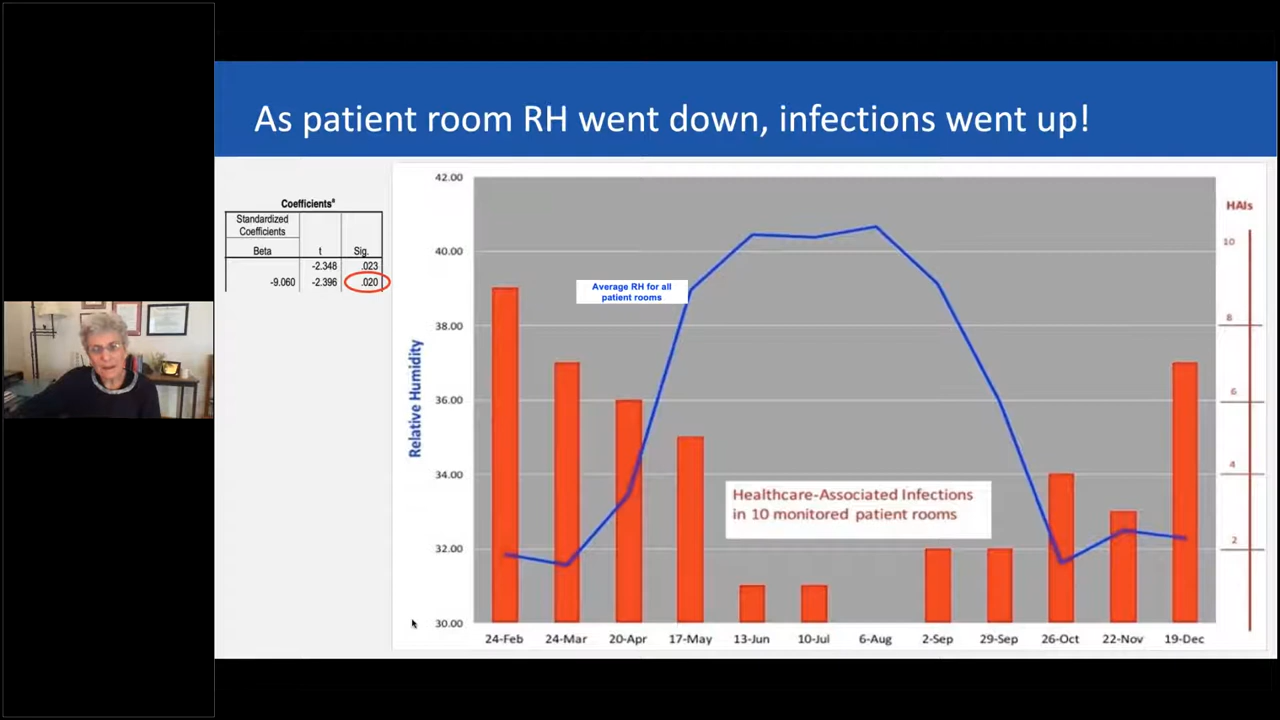 As patient room RH went down, infections went up!
Coefficientsª
Standardized
Coefficients
Beta t Sig.
-2.348 .023
-9.060 -2.396 .020
Relative Humidity
42.00
40.00
38.00
36.00
34.00
32.00
30.00
Average RH for all
patient rooms
Healthcare-Associated Infections
in 10 monitored patient rooms
HAIs
10
8
6
4
2
24-Feb 24-Mar 20-Apr 17-May 13-Jun 10-Jul 6-Aug 2-Sep 29-Sep 26-Oct 22-Nov 19-Dec